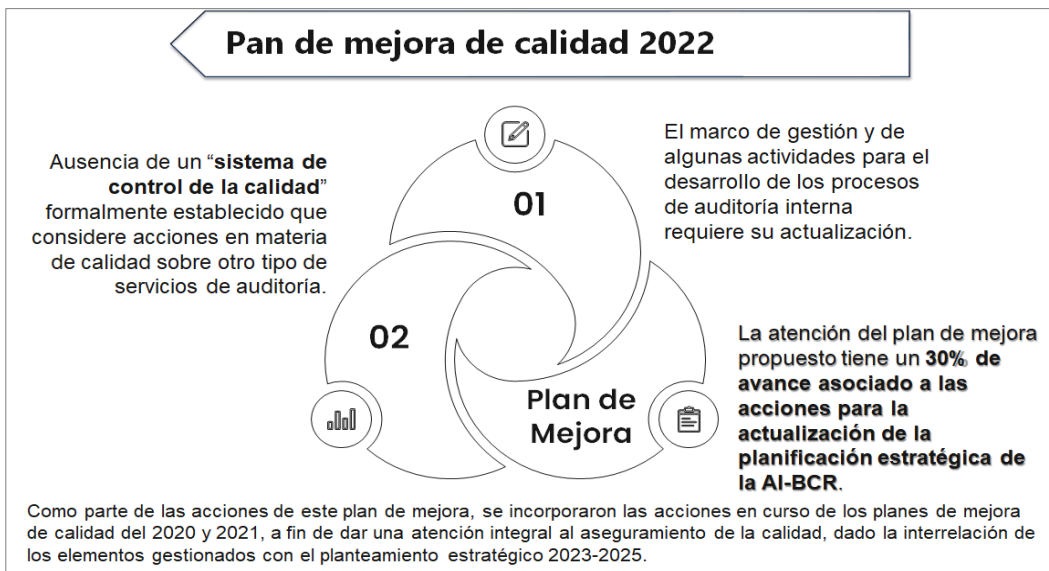 Pan de mejora de calidad 2022
Ausencia de un “sistema de
control de la calidad”
formalmente establecido que
considere acciones en materia
de calidad sobre otro tipo de
servicios de auditoría.
01
El marco de gestión y de
algunas actividades para el
desarrollo de los procesos
de auditoría interna
requiere su actualización.
02
Plan de
Mejora
La atención del plan de mejora
propuesto tiene un 30% de
avance asociado a las
acciones para la
actualización de la
planificación estratégica de
la AI-BCR.
Como parte de las acciones de este plan de mejora, se incorporaron las acciones en curso de los planes de mejora
de calidad del 2020 y 2021, a fin de dar una atención integral al aseguramiento de la calidad, dado la interrelación de
los elementos gestionados con el planteamiento estratégico 2023-2025.